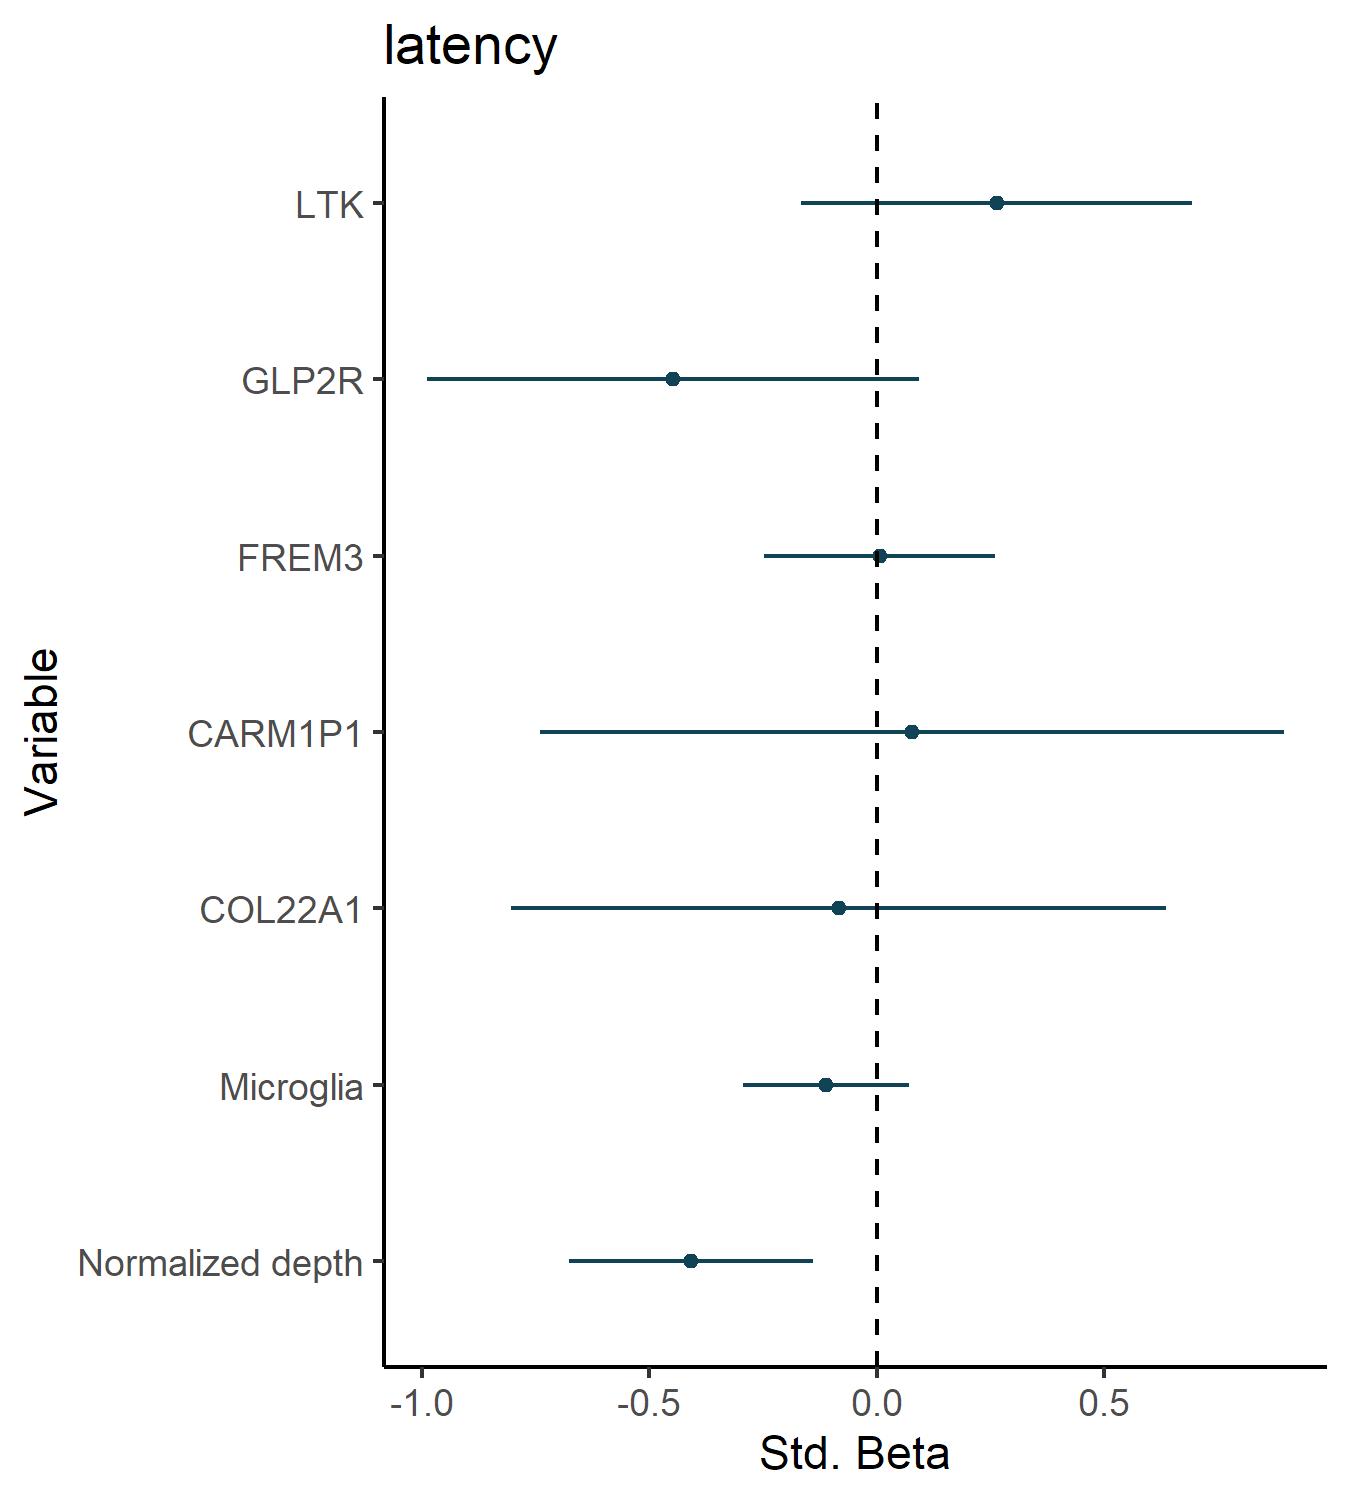 latency
LTK
GLP2R
FREM3
CARM1P1
COL22A1
Microglia
Normalized depth
Variable
-1.0 -0.5 0.0 0.5
Std. Beta